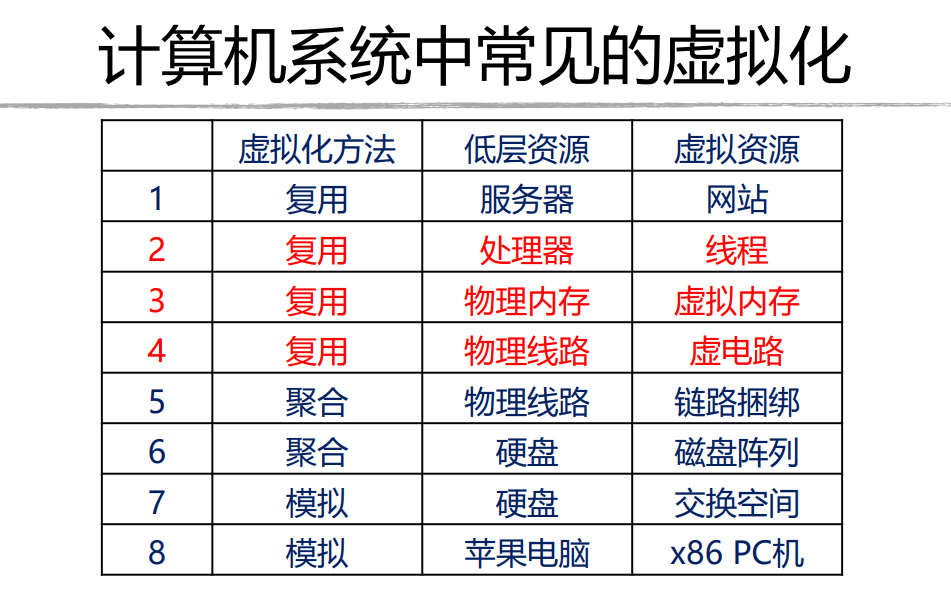 计算机系统中常见的虚拟化
虚拟化方法 低层资源 虚拟资源
1 复用 服务器 网站
2 复用 处理器 线程
3 复用 物理内存 虚拟内存
4 复用 物理线路 虚电路
5 聚合 物理线路 链路捆绑
6 聚合 硬盘 磁盘阵列
7 模拟 硬盘 交换空间
8 模拟 苹果电脑 x86 PC机